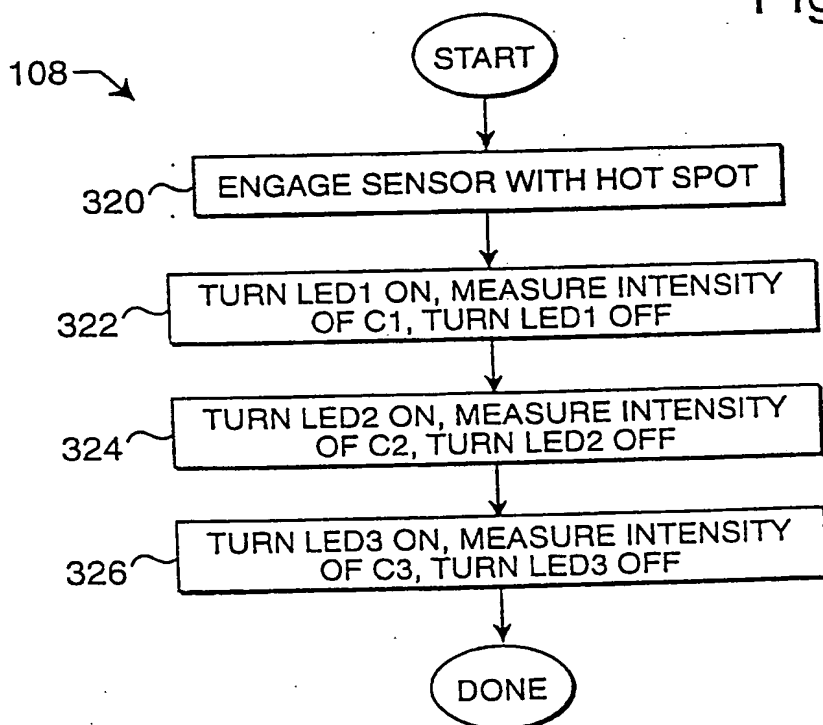 Fig
START
108
ENGAGE SENSOR WITH HOT SPOT
320
TURN LED1 ON, MEASURE INTENSITY
OF C1, TURN LED1 OFF
322
TURN LED2 ON, MEASURE INTENSITY
OF C2, TURN LED2 OFF
324
TURN LED3 ON, MEASURE INTENSITY
OF C3, TURN LED3 OFF
326
DONE